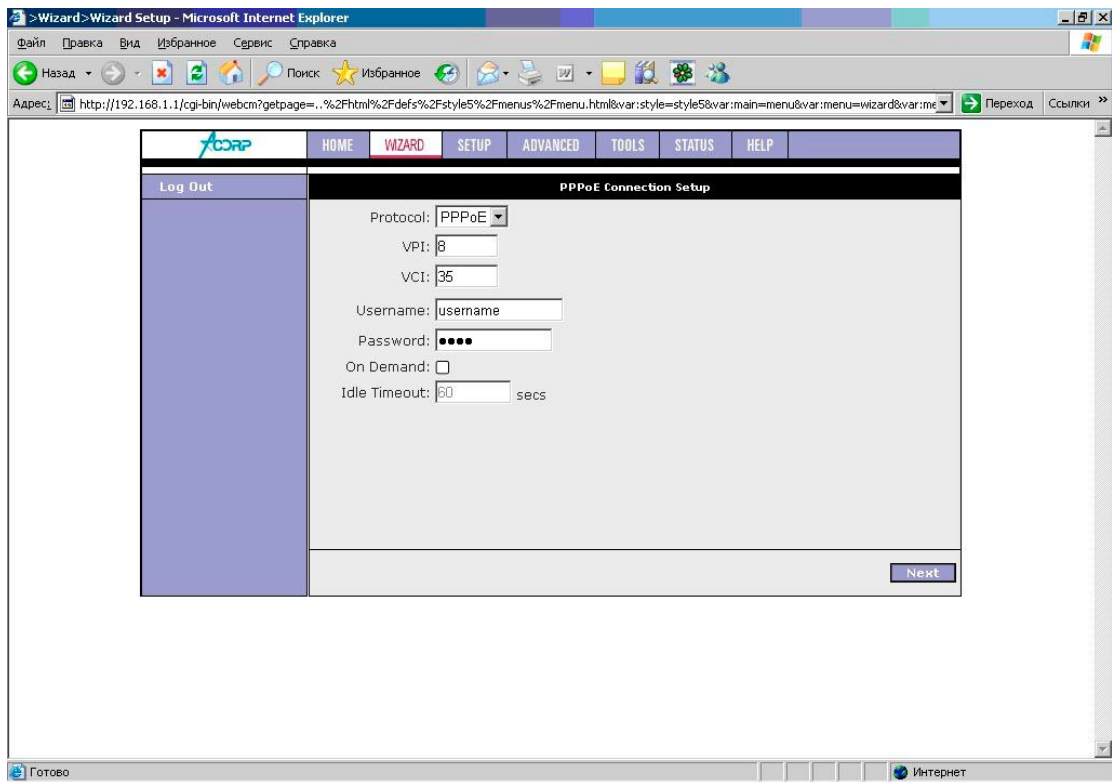 >Wizard>Wizard Setup - Microsoft Internet Explorer
Файл Правка Вид Избранное Сервис Справка
Назад Поиск Избранное
Адрес: http://192.168.1.1/cgi-bin/webcm?getpage=..%2Fhtml%2Fdefs%2Fstyle5%2Fmenus%2Fmenu.html&var:style=style5&var:main=menu&var:menu=wizard&var:me Переход Ссылки »
ACORP HOME WIZARD SETUP ADVANCED TOOLS STATUS HELP
Log Out PPPoE Connection Setup
Protocol: PPPoE
VPI: 8
VCI: 35
Username: username
Password: ●●●●
On Demand:
Idle Timeout: 60 secs
Next
Готово Интернет